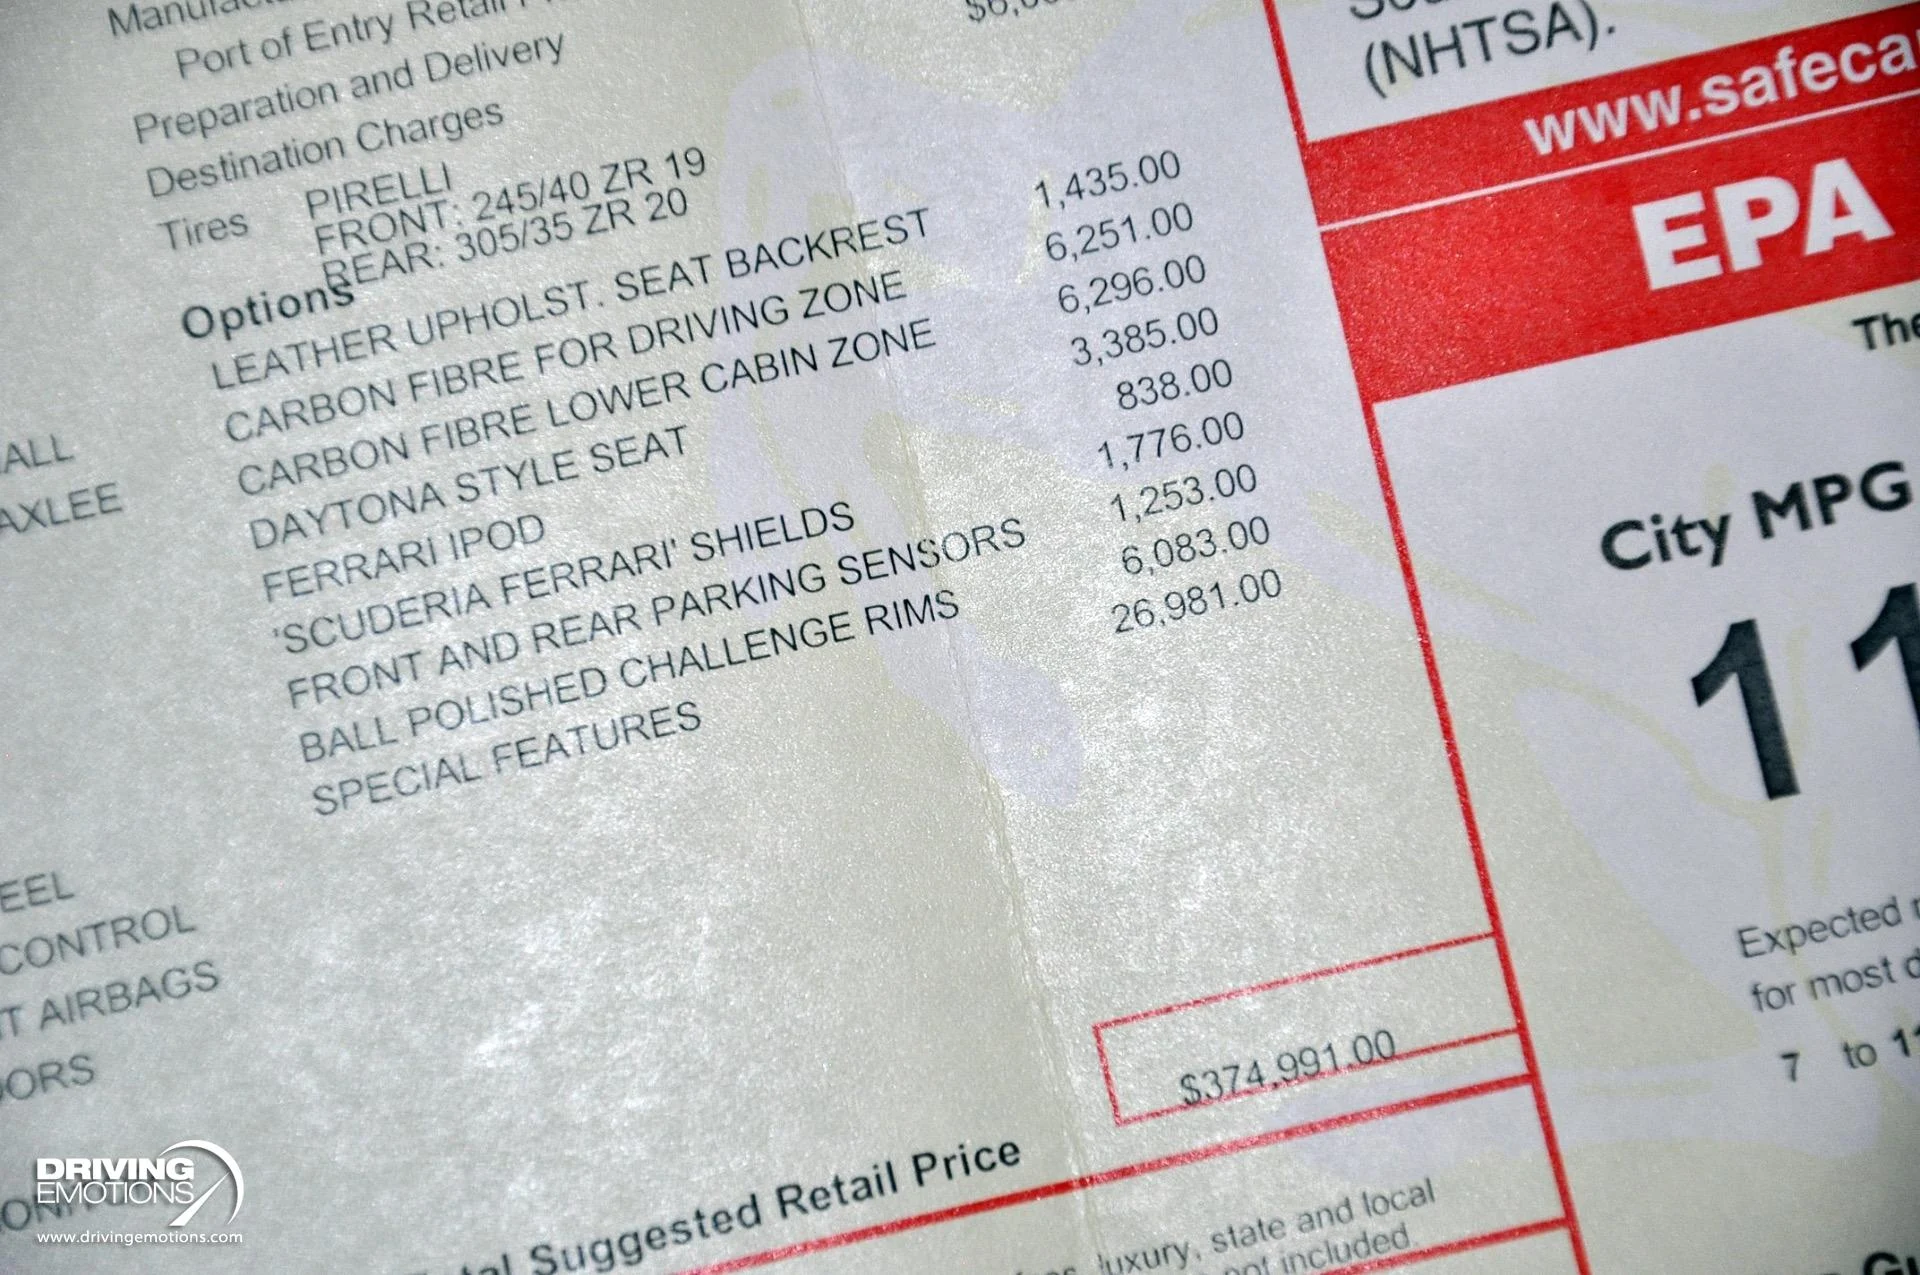 Port of Entry Retail
$6,0
Preparation and Delivery
Destination Charges
Tires PIRELLI
FRONT: 245/40 ZR 19
REAR: 305/35 ZR 20
Options
LEATHER UPHOLST. SEAT BACKREST 1,435.00
CARBON FIBRE FOR DRIVING ZONE 6,251.00
CARBON FIBRE LOWER CABIN ZONE 6,296.00
DAYTONA STYLE SEAT 3,385.00
FERRARI IPOD 838.00
'SCUDERIA FERRARI' SHIELDS 1,776.00
FRONT AND REAR PARKING SENSORS 1,253.00
BALL POLISHED CHALLENGE RIMS 6,083.00
SPECIAL FEATURES 26,981.00
ALL
AXLEE
EEL
CONTROL
T AIRBAGS
ORS
$374,991.00
tal Suggested Retail Price
luxury, state and local
not included.
(NHTSA).
www.safeca
EPA
The
City MPG
11
Expected
for most d
7 to 11
Gu
DRIVING
EMOTIONS
www.drivingemotions.com